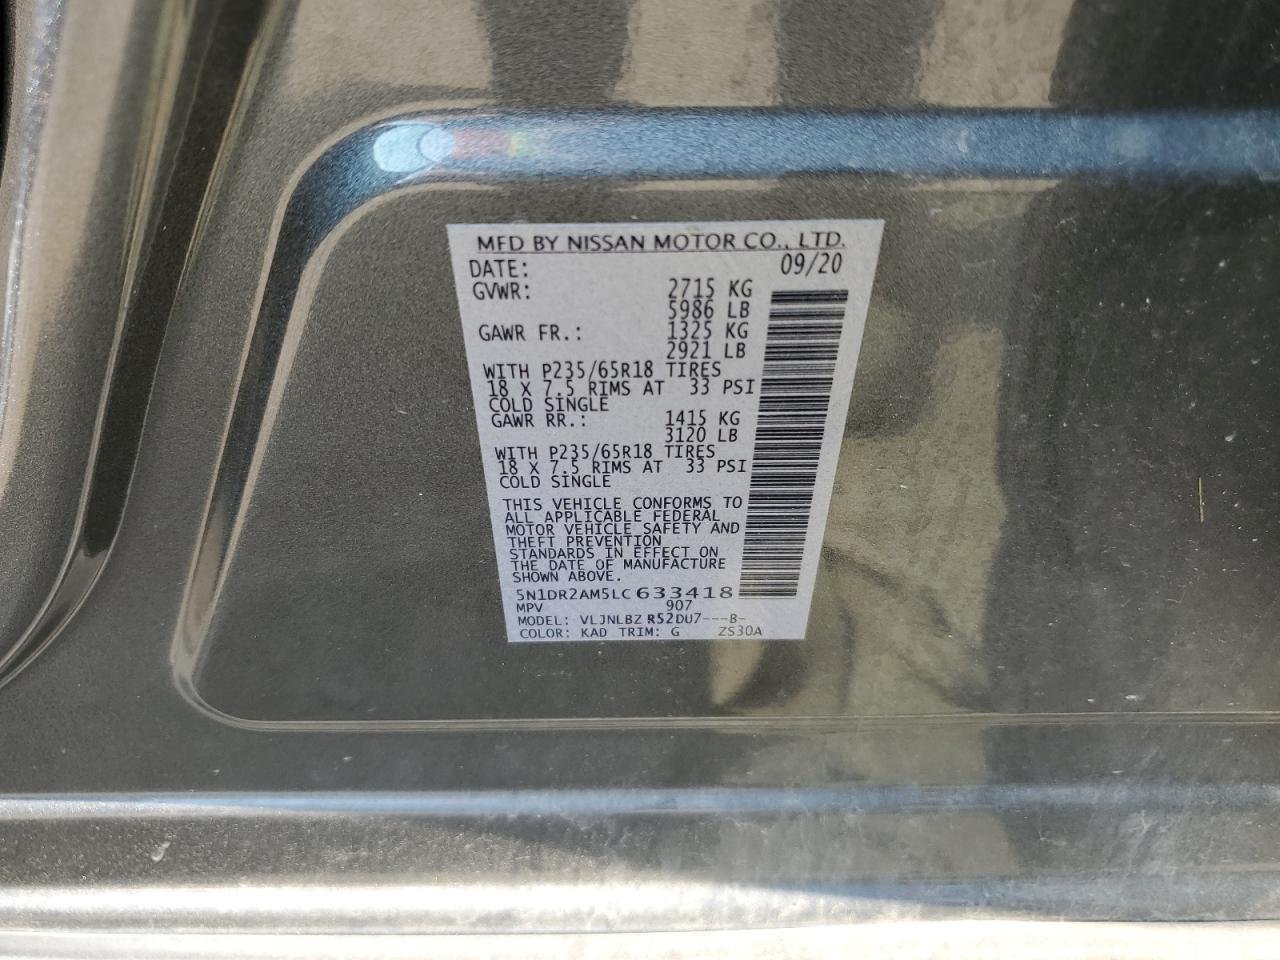 MFD BY NISSAN MOTOR CO., LTD.
DATE: 09/20
GVWR: 2715 KG
5986 LB
GAWR FR.: 1325 KG
2921 LB
WITH P235/65R18 TIRES
18 X 7.5 RIMS AT 33 PSI
COLD SINGLE
GAWR RR.: 1415 KG
3120 LB
WITH P235/65R18 TIRES
18 X 7.5 RIMS AT 33 PSI
COLD SINGLE
THIS VEHICLE CONFORMS TO
ALL APPLICABLE FEDERAL
MOTOR VEHICLE SAFETY AND
THEFT PREVENTION
STANDARDS IN EFFECT ON
THE DATE OF MANUFACTURE
SHOWN ABOVE.
5N1DR2AM5LC633418
MPV 907
MODEL: VLJNLBZ R52DU7---B-
COLOR: KAD TRIM: G ZS30A